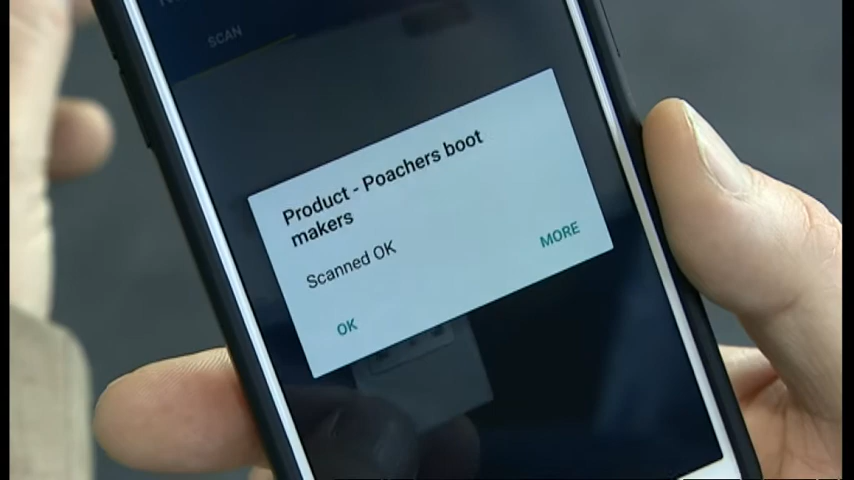 SCAN
Product - Poachers boot
makers
Scanned OK
MORE
OK